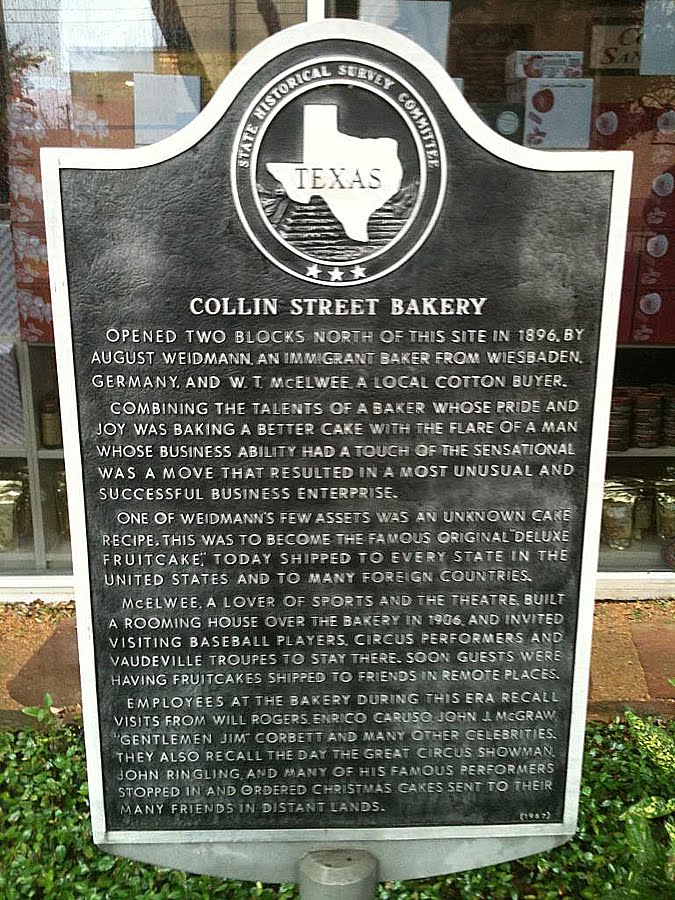 STATE HISTORICAL SURVEY COMMITTEE
TEXAS
COLLIN STREET BAKERY
OPENED TWO BLOCKS NORTH OF THIS SITE IN 1896, BY
AUGUST WEIDMANN, AN IMMIGRANT BAKER FROM WIESBADEN,
GERMANY, AND W. T. McELWEE, A LOCAL COTTON BUYER.
COMBINING THE TALENTS OF A BAKER WHOSE PRIDE AND
JOY WAS BAKING A BETTER CAKE WITH THE FLARE OF A MAN
WHOSE BUSINESS ABILITY HAD A TOUCH OF THE SENSATIONAL
WAS A MOVE THAT RESULTED IN A MOST UNUSUAL AND
SUCCESSFUL BUSINESS ENTERPRISE.
ONE OF WEIDMANN'S FEW ASSETS WAS AN UNKNOWN CAKE
RECIPE. THIS WAS TO BECOME THE FAMOUS ORIGINAL "DELUXE
FRUITCAKE," TODAY SHIPPED TO EVERY STATE IN THE
UNITED STATES AND TO MANY FOREIGN COUNTRIES.
McELWEE, A LOVER OF SPORTS AND THE THEATRE, BUILT
A ROOMING HOUSE OVER THE BAKERY IN 1906, AND INVITED
VISITING BASEBALL PLAYERS, CIRCUS PERFORMERS AND
VAUDEVILLE TROUPES TO STAY THERE. SOON GUESTS WERE
HAVING FRUITCAKES SHIPPED TO FRIENDS IN REMOTE PLACES.
EMPLOYEES AT THE BAKERY DURING THIS ERA RECALL
VISITS FROM WILL ROGERS, ENRICO CARUSO, JOHN J. McGRAW,
"GENTLEMEN JIM" CORBETT AND MANY OTHER CELEBRITIES.
THEY ALSO RECALL THE DAY THE GREAT CIRCUS SHOWMAN,
JOHN RINGLING, AND MANY OF HIS FAMOUS PERFORMERS
STOPPED IN AND ORDERED CHRISTMAS CAKES SENT TO THEIR
MANY FRIENDS IN DISTANT LANDS.
(1967)